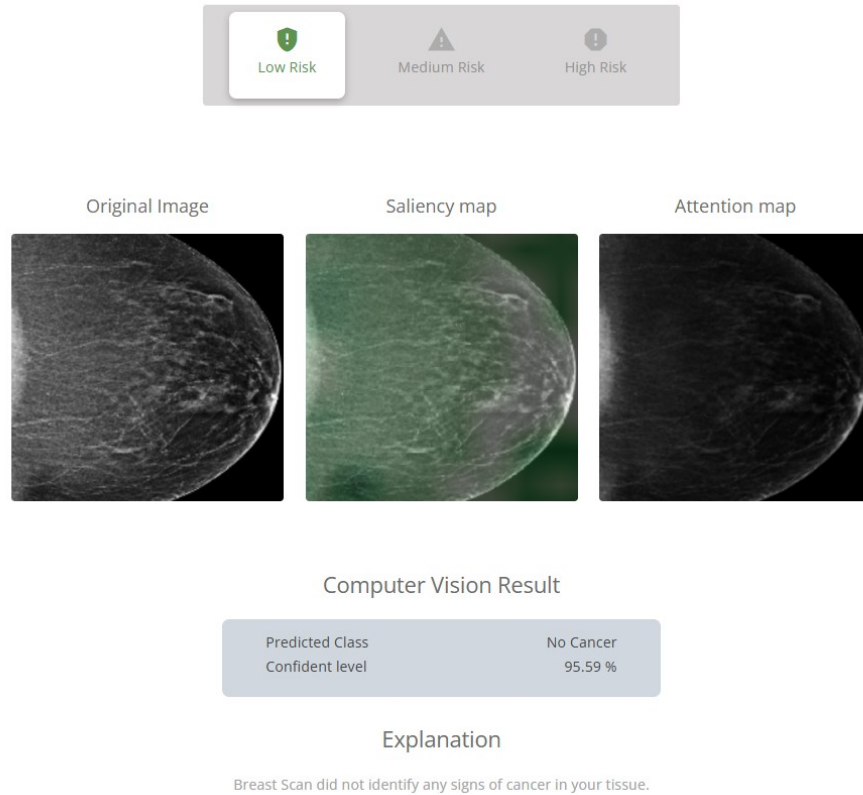 Low Risk Medium Risk High Risk
Original Image Saliency map Attention map
Computer Vision Result
Predicted Class No Cancer
Confident level 95.59 %
Explanation
Breast Scan did not identify any signs of cancer in your tissue.